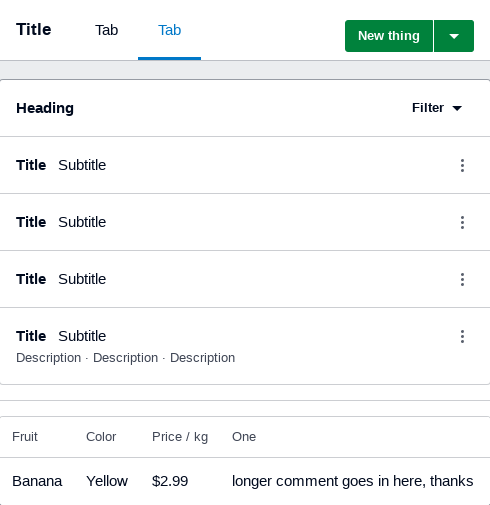 Title Tab Tab New thing
Heading Filter
Title Subtitle
Title Subtitle
Title Subtitle
Title Subtitle
Description · Description · Description
Fruit Color Price / kg One
Banana Yellow $2.99 longer comment goes in here, thanks